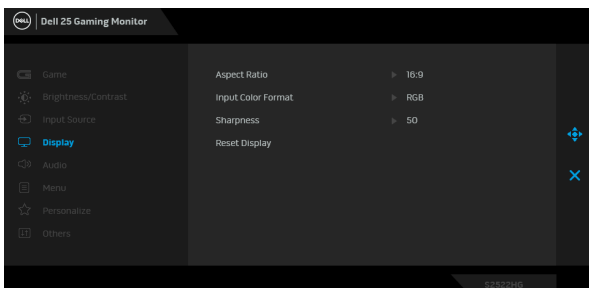 DELL Dell 25 Gaming Monitor
Game
Brightness/Contrast
Input Source
Display
Audio
Menu
Personalize
Others
Aspect Ratio 16:9
Input Color Format RGB
Sharpness 50
Reset Display
S2522HG